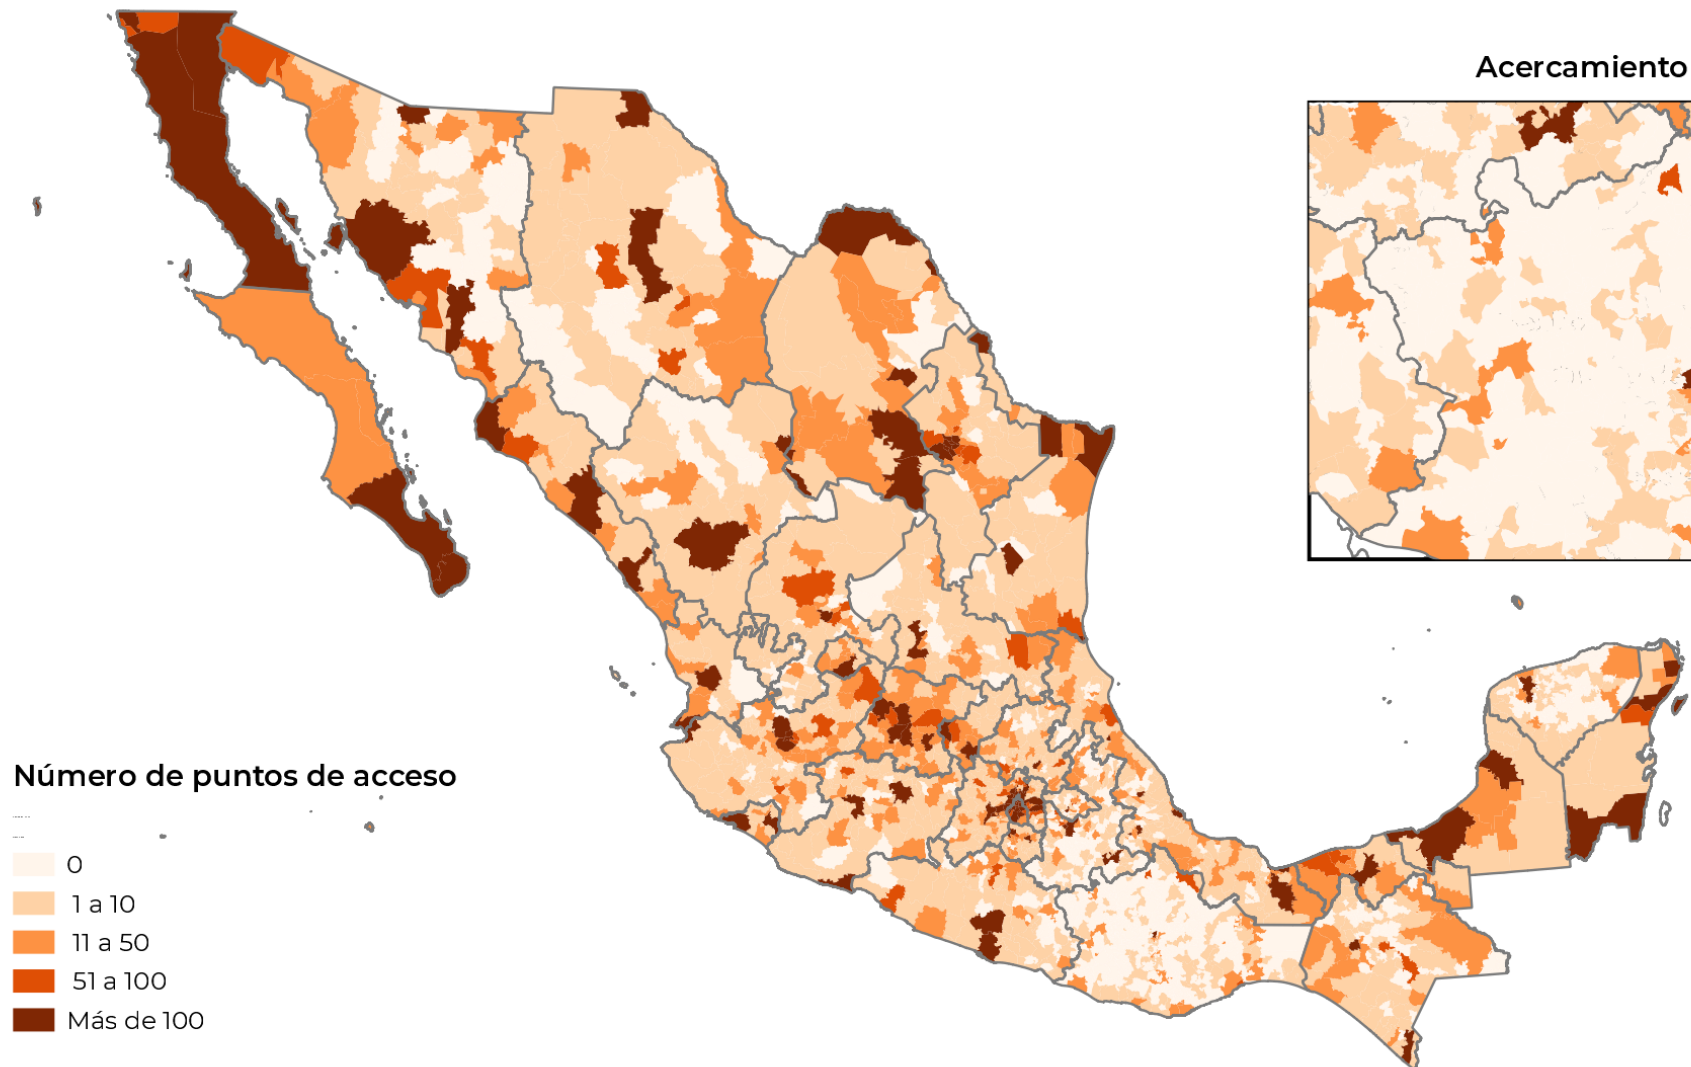 Acercamiento
Número de puntos de acceso
0
1 a 10
11 a 50
51 a 100
Más de 100